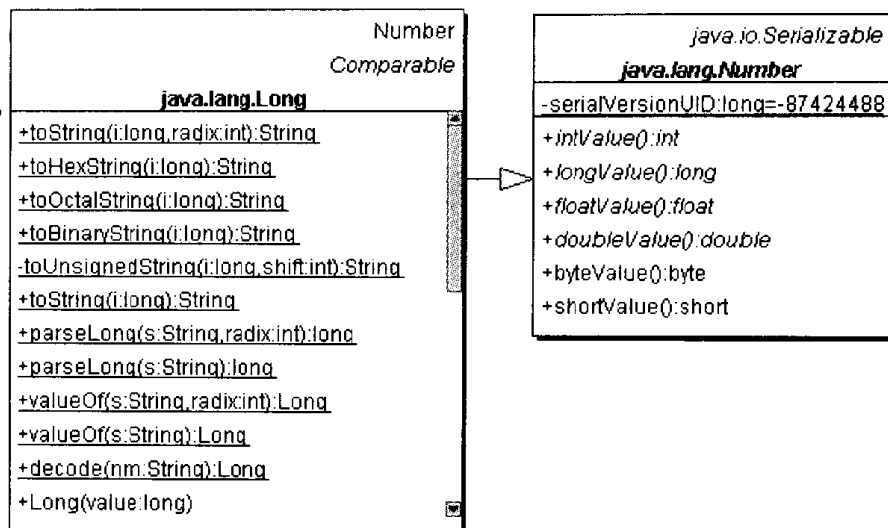 Number
Comparable
java.lang.Long
+toString(i:long,radix:int):String
+toHexString(i:long):String
+toOctalString(i:long):String
+toBinaryString(i:long):String
-toUnsignedString(i:long,shift:int):String
+toString(i:long):String
+parseLong(s:String,radix:int):long
+parseLong(s:String):long
+valueOf(s:String,radix:int):Long
+valueOf(s:String):Long
+decode(nm:String):Long
+Long(value:long)
java.io.Serializable
java.lang.Number
-serialVersionUID:long=-87424488
+intValue():int
+longValue():long
+floatValue():float
+doubleValue():double
+byteValue():byte
+shortValue():short